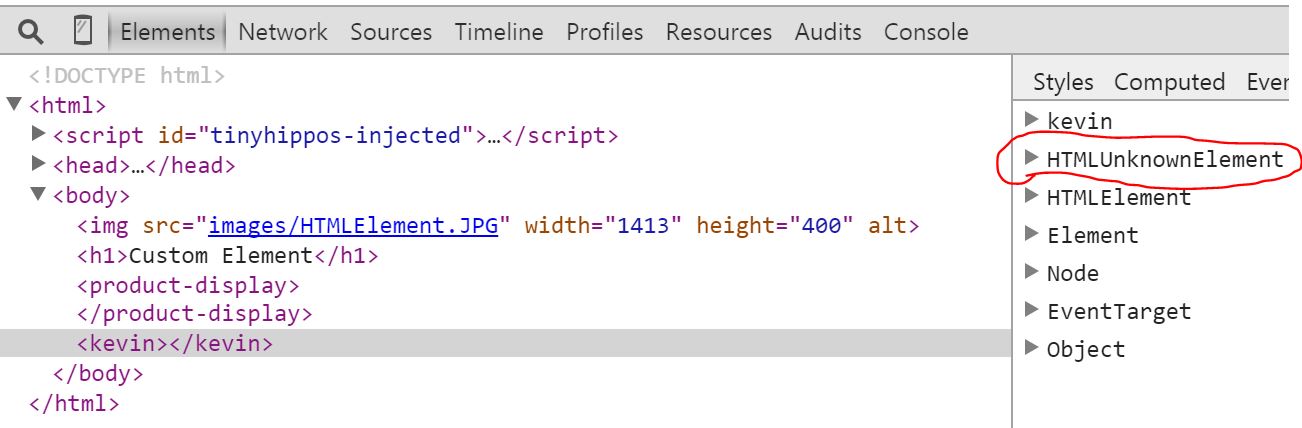 Elements Network Sources Timeline Profiles Resources Audits Console
<!DOCTYPE html>
<html>
<script id="tinyhippos-injected">…</script>
<head>…</head>
<body>
<img src="images/HTMLElement.JPG" width="1413" height="400" alt>
<h1>Custom Element</h1>
<product-display>
</product-display>
<kevin></kevin>
</body>
</html>
Styles Computed Ever
kevin
HTMLUnknownElement
HTMLElement
Element
Node
EventTarget
Object